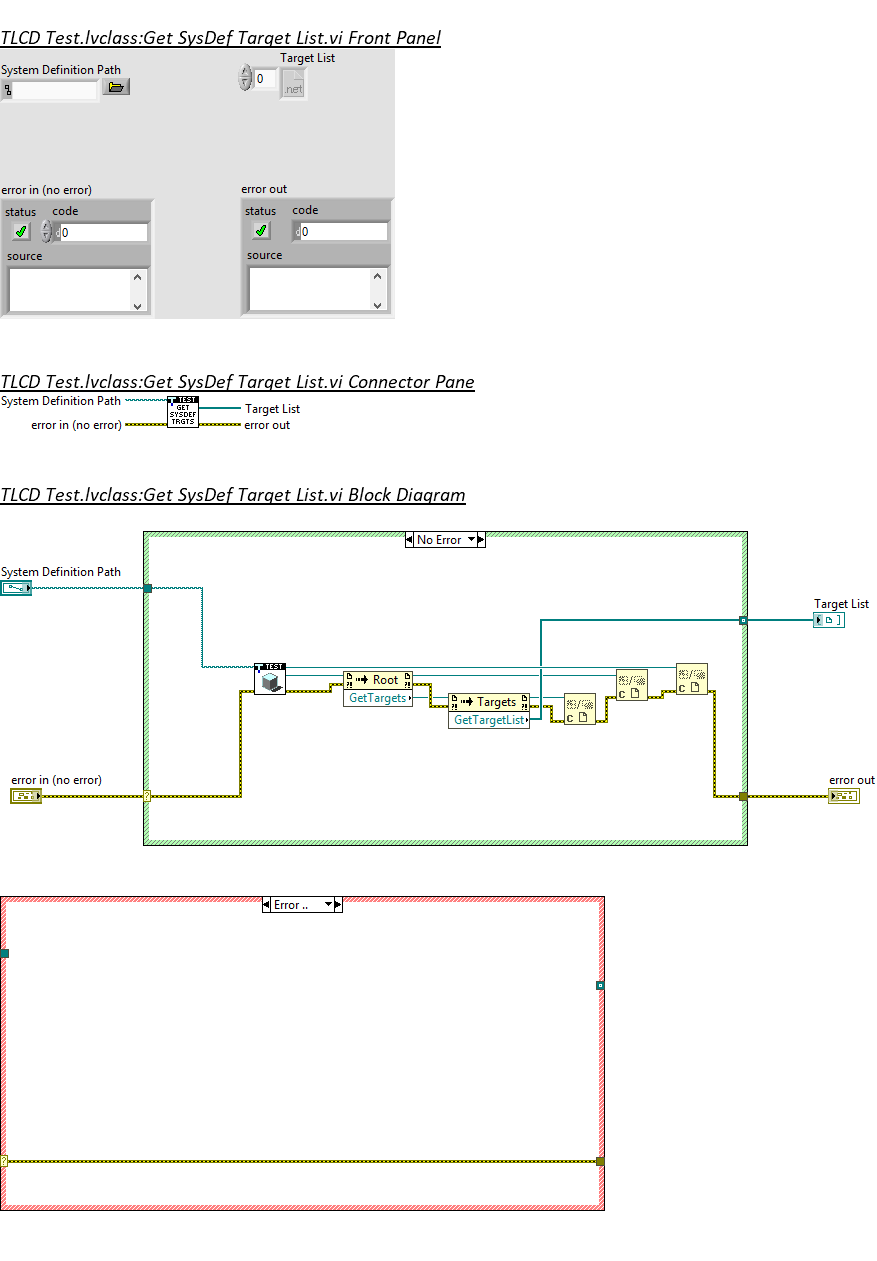 TLCD Test.lvclass:Get SysDef Target List.vi Front Panel
System Definition Path
Target List
0
.net
error in (no error)
error out
status code
0
status code
0
source
source
TLCD Test.lvclass:Get SysDef Target List.vi Connector Pane
System Definition Path
TEST
GET
SYSDEF
TRGTS
Target List
error in (no error)
error out
TLCD Test.lvclass:Get SysDef Target List.vi Block Diagram
No Error
System Definition Path
Target List
TEST
Root
GetTargets
Targets
GetTargetList
C
C
C
error in (no error)
error out
Error ..